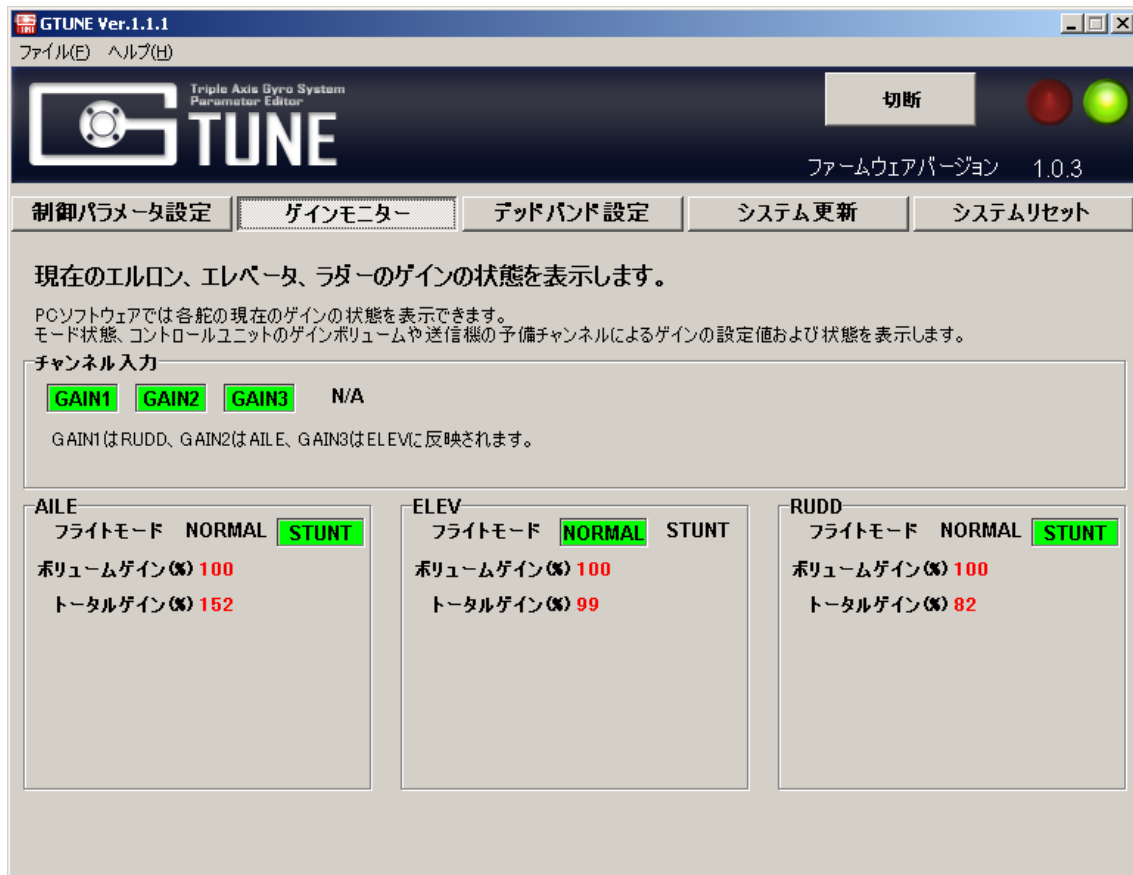 GTUNE Ver.1.1.1
ファイル(F) ヘルプ(H)
Triple Axis Gyro System
Parameter Editor
GTUNE
切断
ファームウェアバージョン 1.0.3
制御パラメータ設定 ゲインモニター デッドバンド設定 システム更新 システムリセット
現在のエルロン、エレベータ、ラダーのゲインの状態を表示します。
PCソフトウェアでは各舵の現在のゲインの状態を表示できます。
モード状態、コントロールユニットのゲインボリュームや送信機の予備チャンネルによるゲインの設定値および状態を表示します。
チャンネル入力
GAIN1 GAIN2 GAIN3 N/A
GAIN1はRUDD、GAIN2はAILE、GAIN3はELEVに反映されます。
AILE
フライトモード NORMAL STUNT
ボリュームゲイン(%) 100
トータルゲイン(%) 152
ELEV
フライトモード NORMAL STUNT
ボリュームゲイン(%) 100
トータルゲイン(%) 99
RUDD
フライトモード NORMAL STUNT
ボリュームゲイン(%) 100
トータルゲイン(%) 82